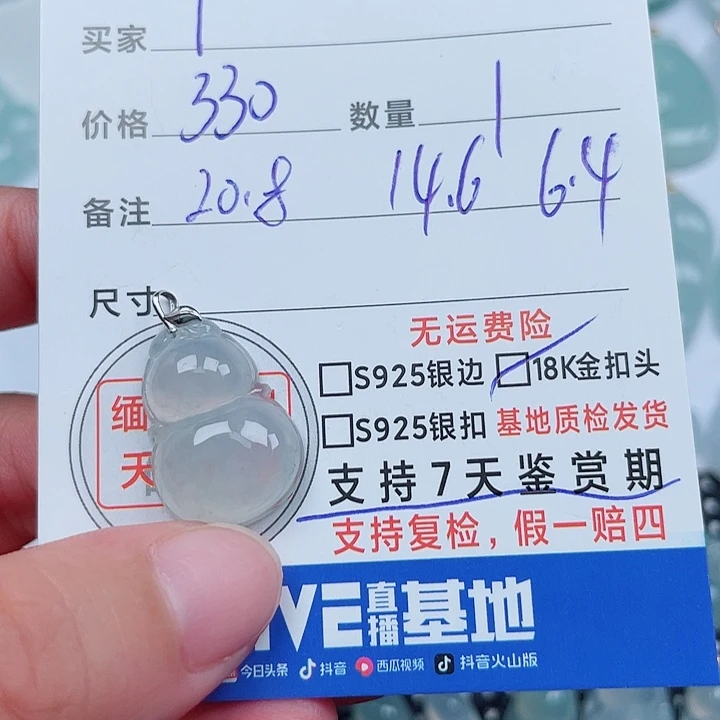 买家 1
价格 330 数量 1
备注 20.8 14.6 6.4
尺寸
无运费险
S925银边 18K金扣头
S925银扣 基地质检发货
支持7天鉴赏期
支持复检，假一赔四
缅
天
VE直播基地
今日头条 抖音 西瓜视频 抖音火山版